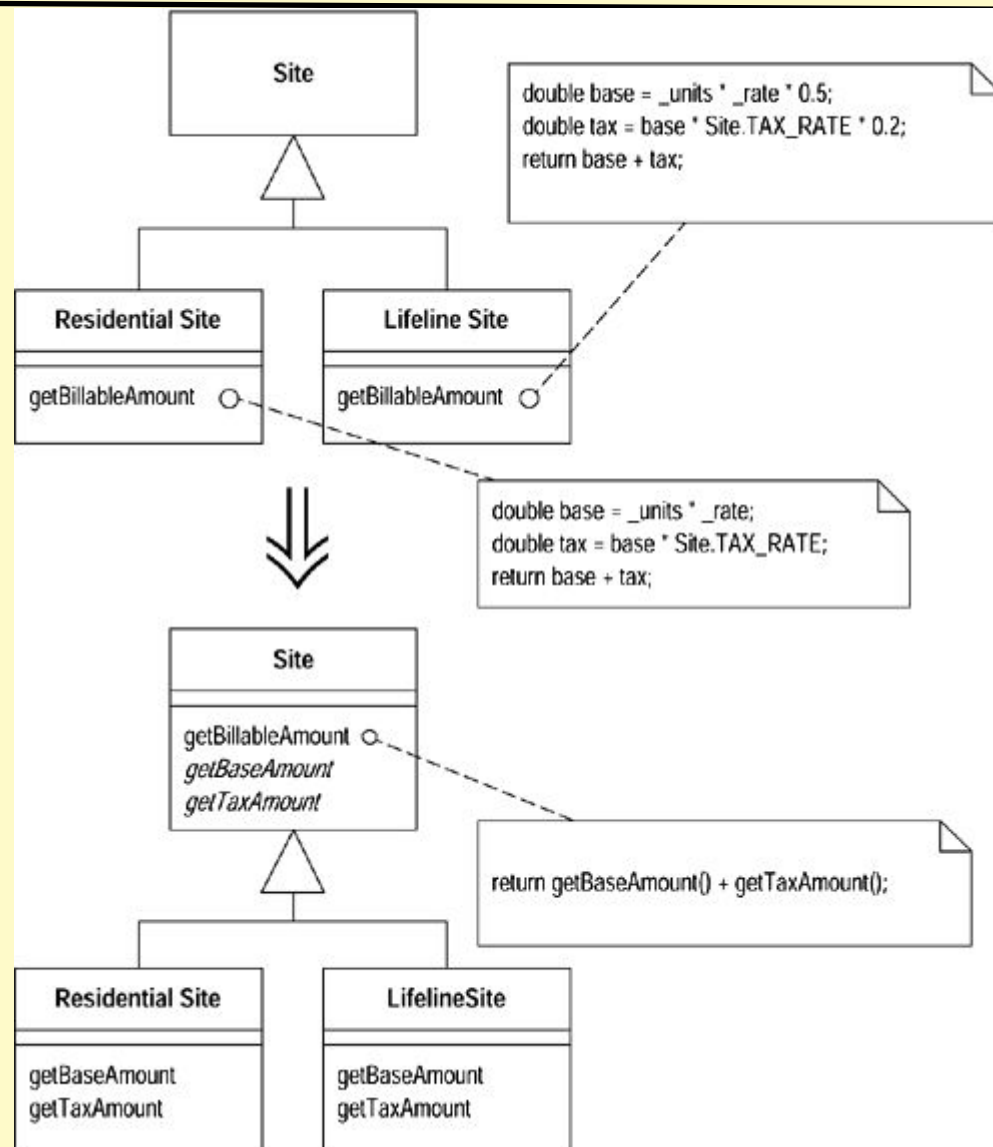 Site
double base = _units * _rate * 0.5;
double tax = base * Site.TAX_RATE * 0.2;
return base + tax;
Residential Site
getBillableAmount
Lifeline Site
getBillableAmount
double base = _units * _rate;
double tax = base * Site.TAX_RATE;
return base + tax;
Site
getBillableAmount
getBaseAmount
getTaxAmount
return getBaseAmount() + getTaxAmount();
Residential Site
getBaseAmount
getTaxAmount
LifelineSite
getBaseAmount
getTaxAmount